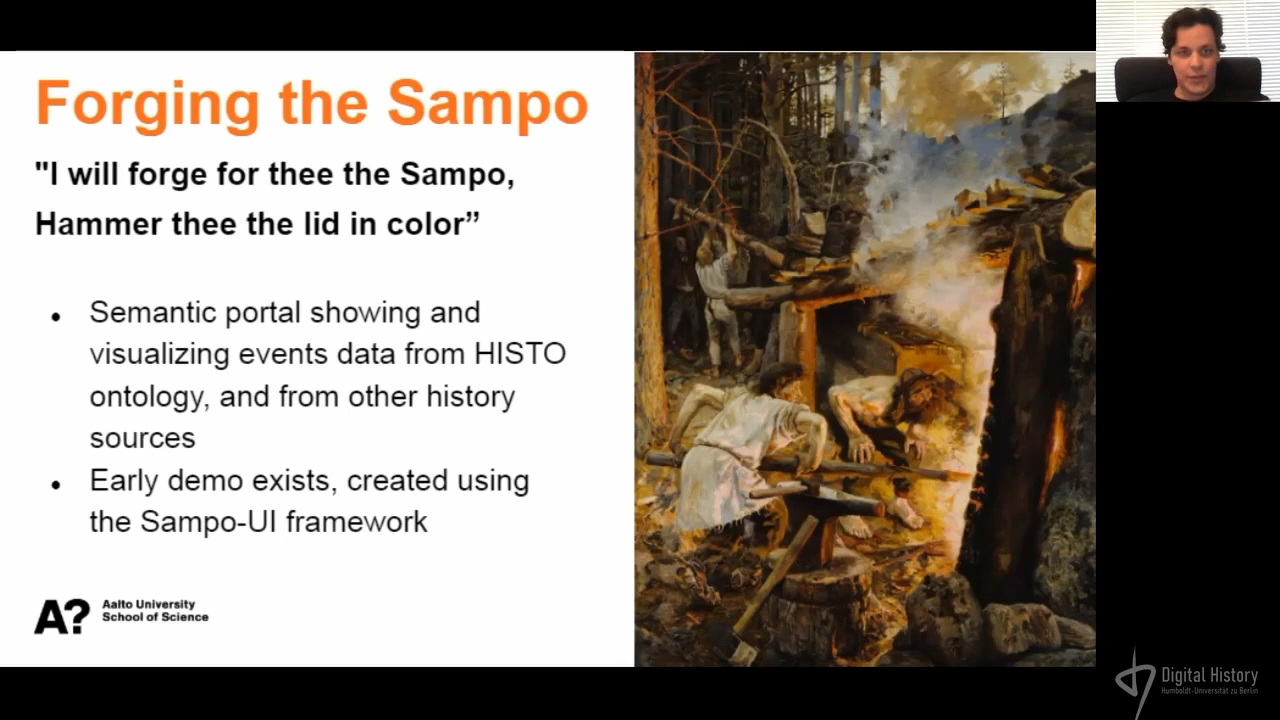 Forging the Sampo
"I will forge for thee the Sampo,
Hammer thee the lid in color”
• Semantic portal showing and
visualizing events data from HISTO
ontology, and from other history
sources
• Early demo exists, created using
the Sampo-UI framework
A?
Aalto University
School of Science
Digital History
Humboldt-Universität zu Berlin